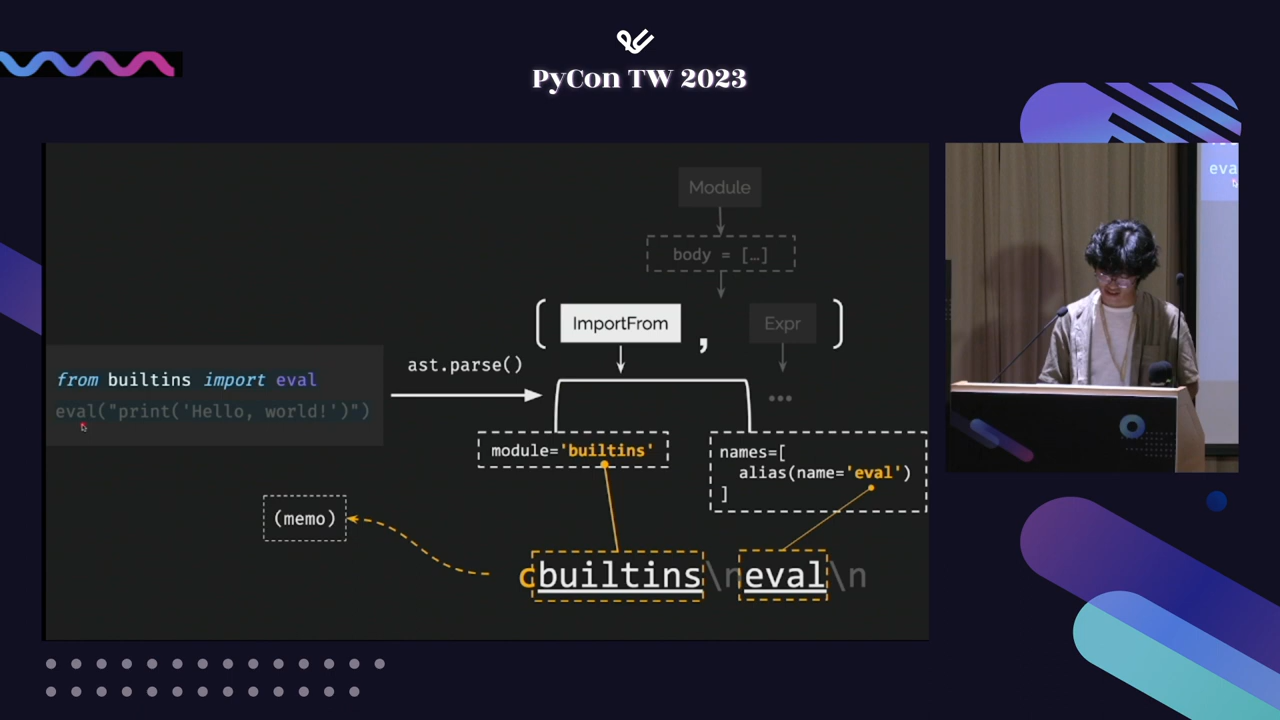 PyCon TW 2023
Module
body = […]
ImportFrom , Expr
ast.parse()
from builtins import eval
eval("print('Hello, world!')")
…
module='builtins'
names=[
alias(name='eval')
]
(memo)
cbuiltins\neval\n
eva